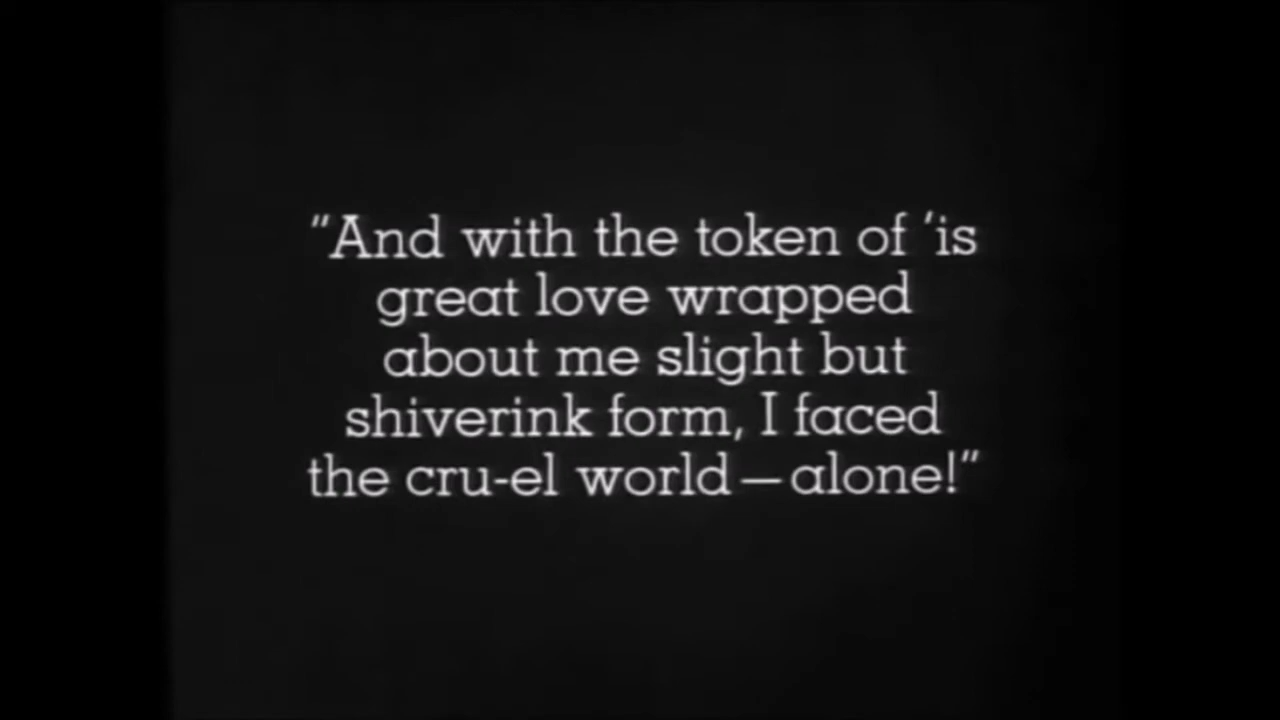 "And with the token of 'is
great love wrapped
about me slight but
shiverink form, I faced
the cru-el world—alone!"